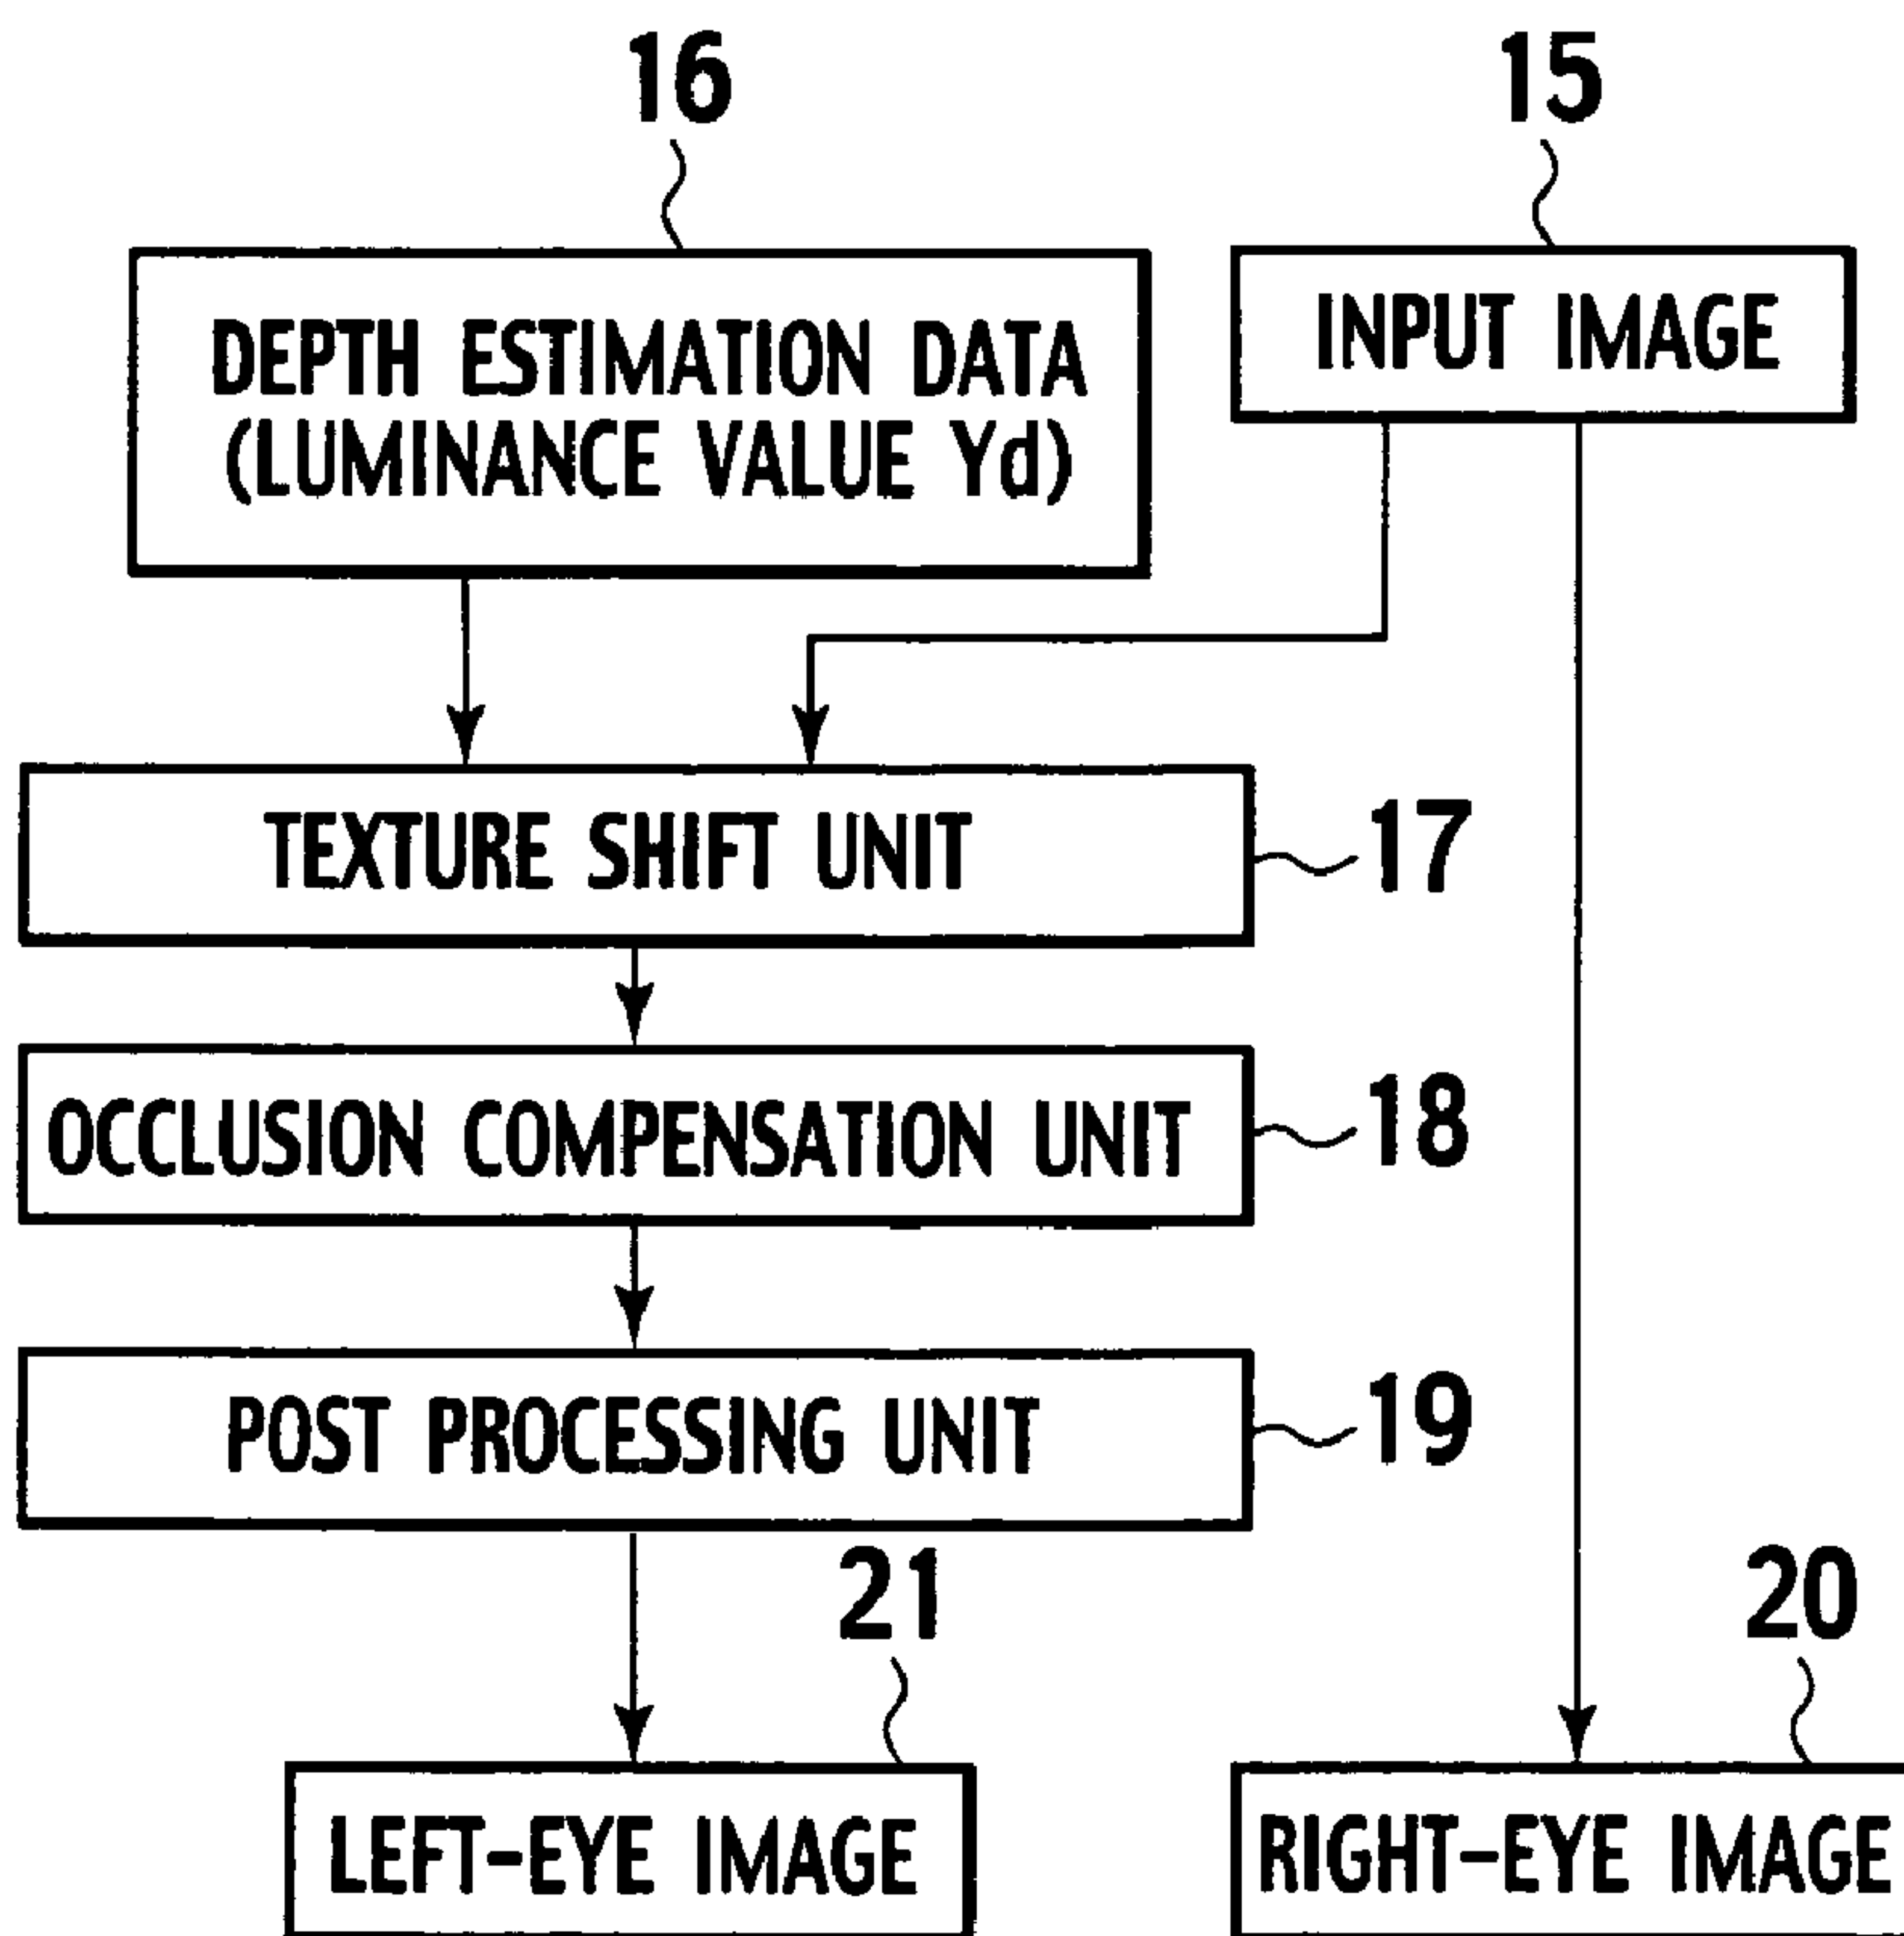 16
15
DEPTH ESTIMATION DATA
(LUMINANCE VALUE Yd)
INPUT IMAGE
TEXTURE SHIFT UNIT
17
OCCLUSION COMPENSATION UNIT
18
POST PROCESSING UNIT
19
21
20
LEFT-EYE IMAGE
RIGHT-EYE IMAGE